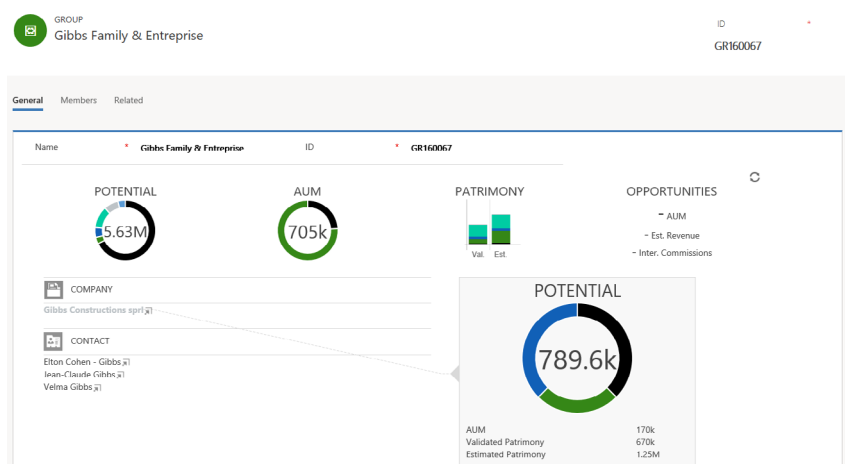 GROUP
Gibbs Family & Entreprise
ID *
GR160067
General Members Related
Name * Gibbs Family & Entreprise ID * GR160067
POTENTIAL AUM PATRIMONY OPPORTUNITIES
5.63M 705k
- AUM
- Est. Revenue
- Inter. Commissions
Val. Est.
COMPANY
Gibbs Constructions sprl
CONTACT
Elton Cohen - Gibbs
Jean-Claude Gibbs
Velma Gibbs
POTENTIAL
789.6k
AUM 170k
Validated Patrimony 670k
Estimated Patrimony 1.25M